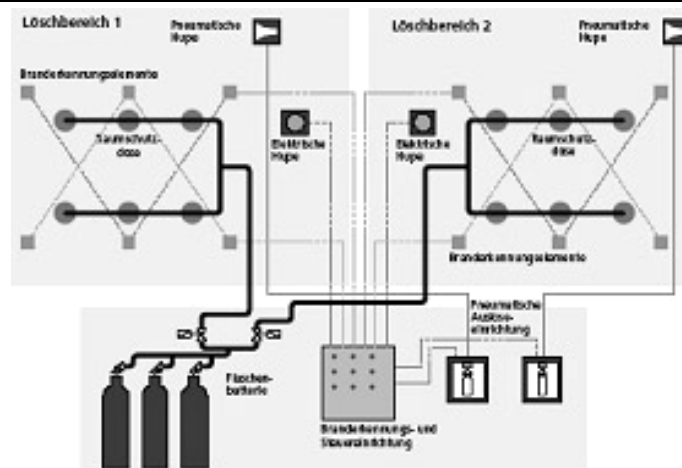 Löschbereich 1
Pneumatische
Hupe
Löschbereich 2
Pneumatische
Hupe
Branderkennungselemente
Raumschutz-
düse
Elektrische
Hupe
Elektrische
Hupe
Raumschutz-
düse
Branderkennungselemente
Pneumatische
Auslöse-
einrichtung
Flaschen-
batterie
Branderkennungs- und
Steuereinrichtung